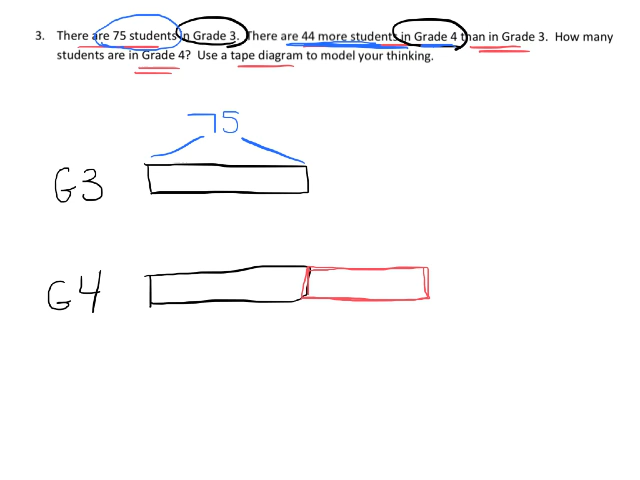 3. There are 75 students in Grade 3. There are 44 more students in Grade 4 than in Grade 3. How many
students are in Grade 4? Use a tape diagram to model your thinking.
75
G3
G4